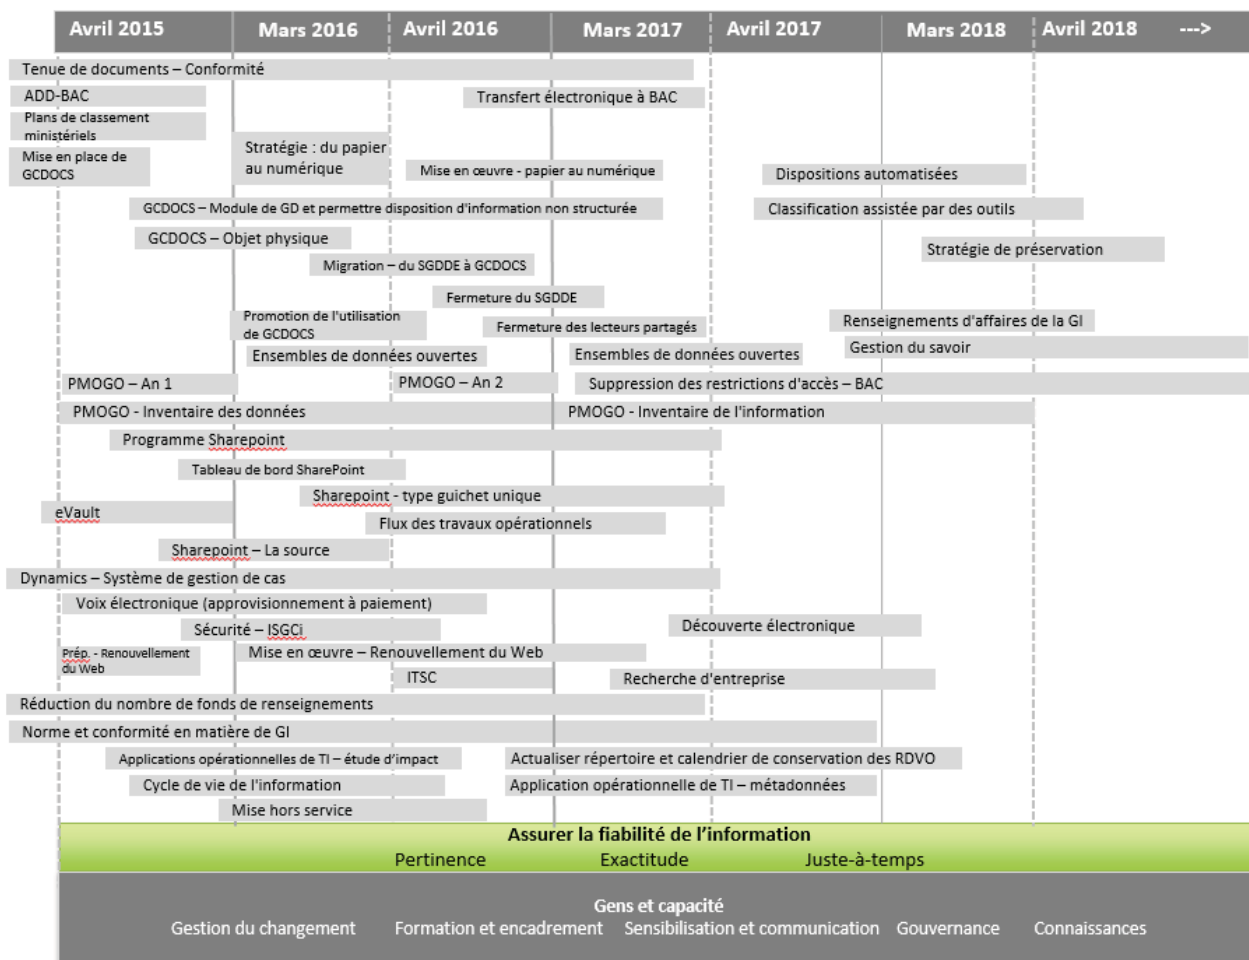 Avril 2015 Mars 2016 Avril 2016 Mars 2017 Avril 2017 Mars 2018 Avril 2018 --->
Tenue de documents – Conformité
ADD-BAC
Transfert électronique à BAC
Plans de classement
ministériels
Mise en place de
GCDOCS
Stratégie : du papier
au numérique
Mise en œuvre - papier au numérique
Dispositions automatisées
GCDOCS – Module de GD et permettre disposition d'information non structurée
Classification assistée par des outils
GCDOCS – Objet physique
Stratégie de préservation
Migration – du SGDDE à GCDOCS
Fermeture du SGDDE
Promotion de l'utilisation
de GCDOCS
Fermeture des lecteurs partagés
Renseignements d'affaires de la GI
Ensembles de données ouvertes
Ensembles de données ouvertes
Gestion du savoir
PMOGO – An 1
PMOGO – An 2
Suppression des restrictions d'accès – BAC
PMOGO - Inventaire des données
PMOGO - Inventaire de l'information
Programme Sharepoint
Tableau de bord SharePoint
Sharepoint - type guichet unique
eVault
Flux des travaux opérationnels
Sharepoint – La source
Dynamics – Système de gestion de cas
Voix électronique (approvisionnement à paiement)
Sécurité – ISGCi
Découverte électronique
Prép. - Renouvellement
du Web
Mise en œuvre – Renouvellement du Web
ITSC
Recherche d'entreprise
Réduction du nombre de fonds de renseignements
Norme et conformité en matière de GI
Applications opérationnelles de TI – étude d'impact
Actualiser répertoire et calendrier de conservation des RDVO
Cycle de vie de l'information
Application opérationnelle de TI – métadonnées
Mise hors service
Assurer la fiabilité de l’information
Pertinence Exactitude Juste-à-temps
Gens et capacité
Gestion du changement Formation et encadrement Sensibilisation et communication Gouvernance Connaissances